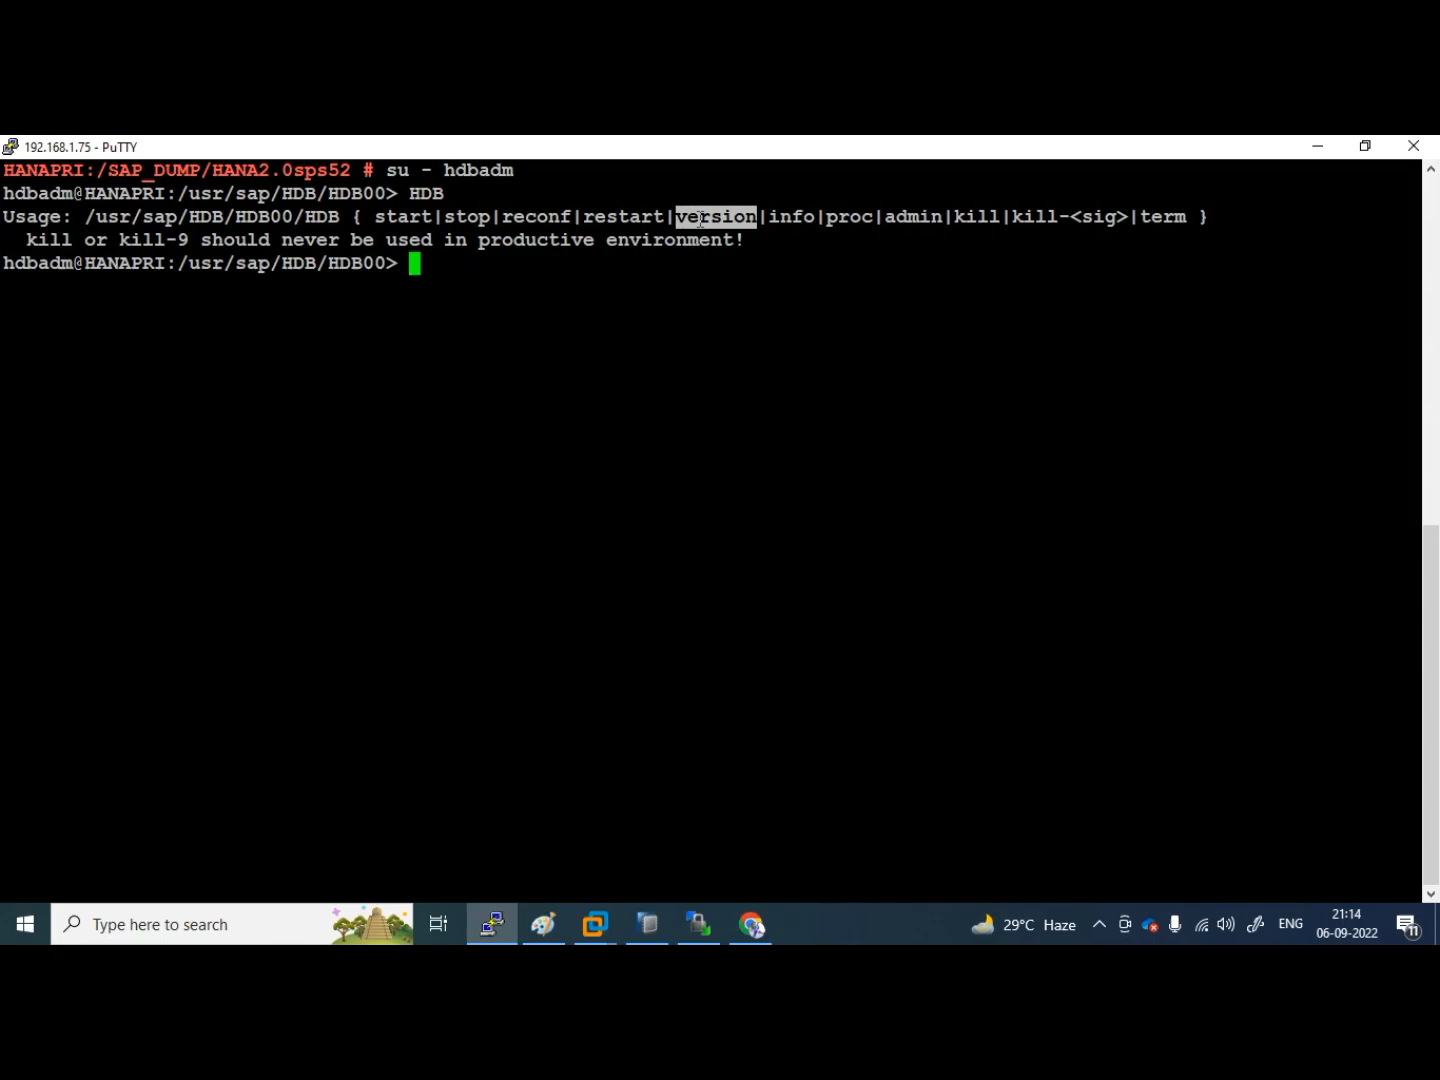 192.168.1.75 - PuTTY
HANAPRI:/SAP_DUMP/HANA2.0sps52 # su - hdbadm
hdbadm@HANAPRI:/usr/sap/HDB/HDB00> HDB
Usage: /usr/sap/HDB/HDB00/HDB { start|stop|reconf|restart|version|info|proc|admin|kill|kill-<sig>|term }
  kill or kill-9 should never be used in productive environment!
hdbadm@HANAPRI:/usr/sap/HDB/HDB00>
Type here to search
29°C Haze
ENG
21:14
06-09-2022
11